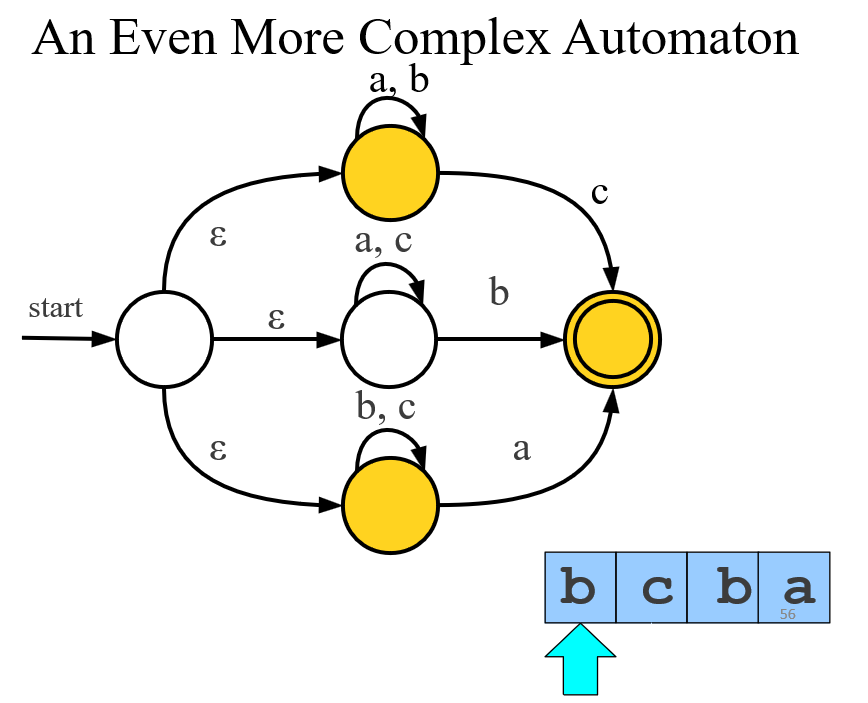 An Even More Complex Automaton
a, b
c
ε
a, c
b
start
ε
b, c
ε
a
b c b a
56